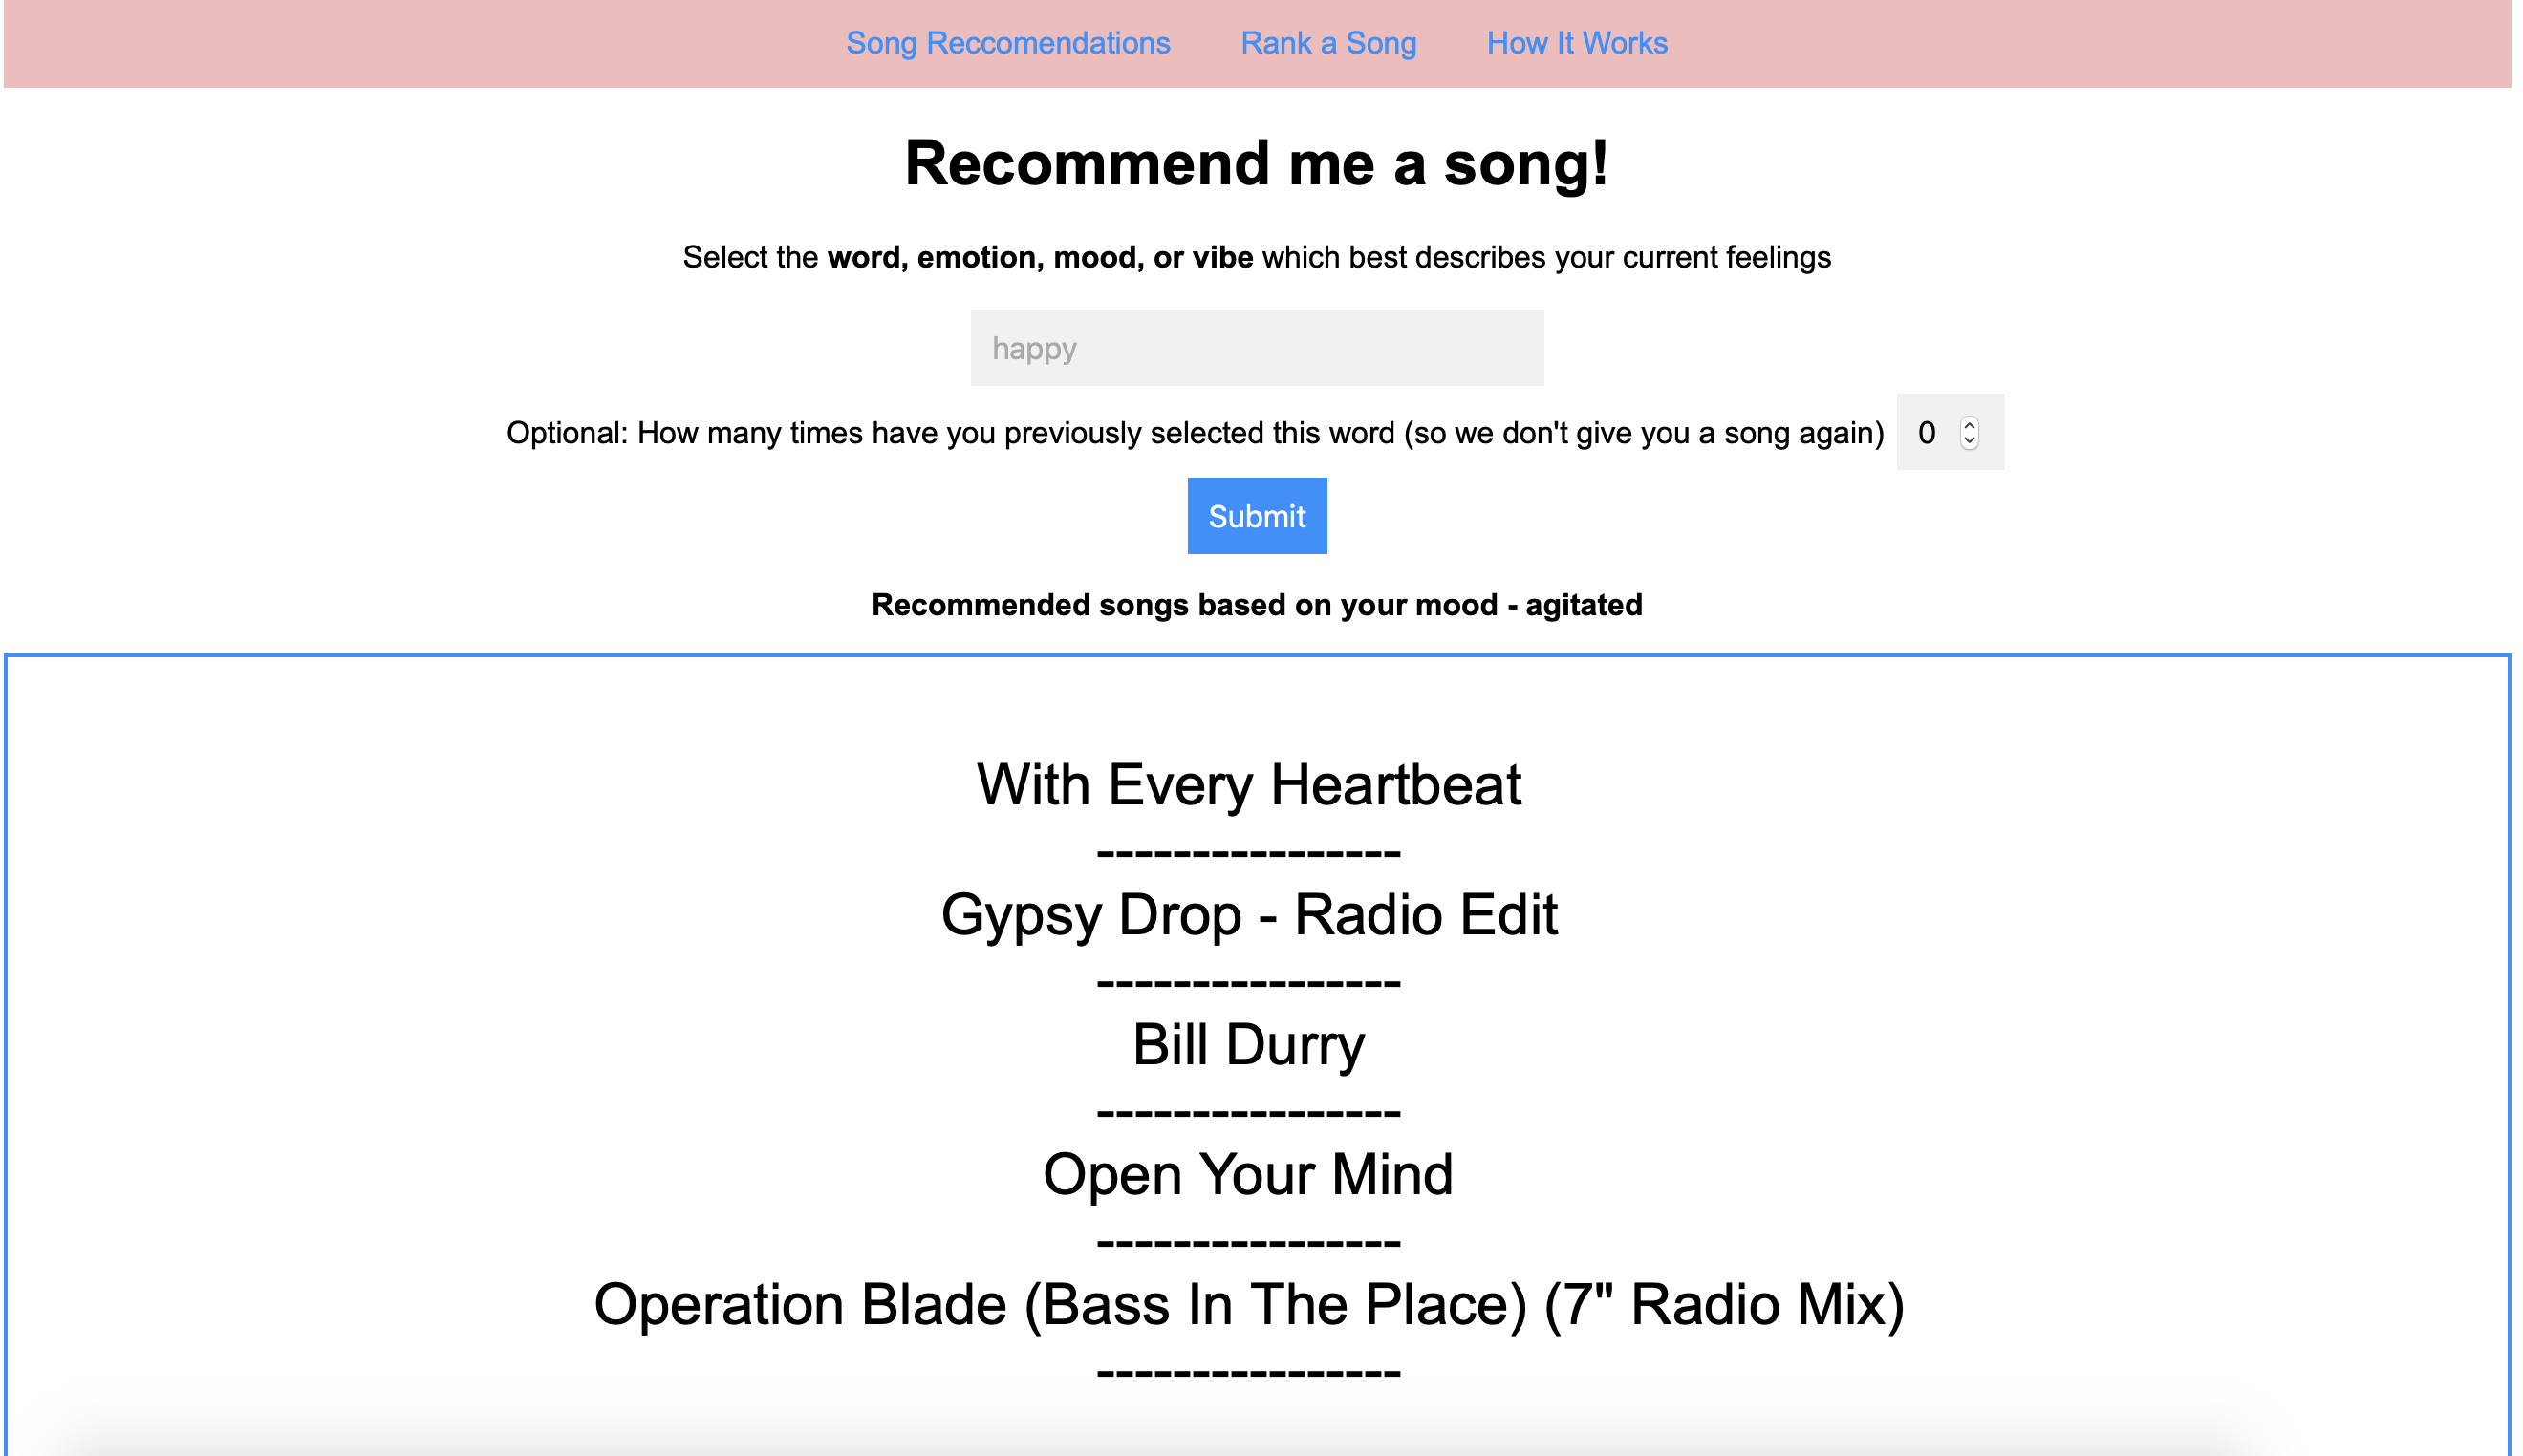 Song Reccomendations Rank a Song How It Works
Recommend me a song!
Select the word, emotion, mood, or vibe which best describes your current feelings
happy
Optional: How many times have you previously selected this word (so we don't give you a song again) 0
Submit
Recommended songs based on your mood - agitated
With Every Heartbeat
----------------
Gypsy Drop - Radio Edit
----------------
Bill Durry
----------------
Open Your Mind
----------------
Operation Blade (Bass In The Place) (7" Radio Mix)
----------------